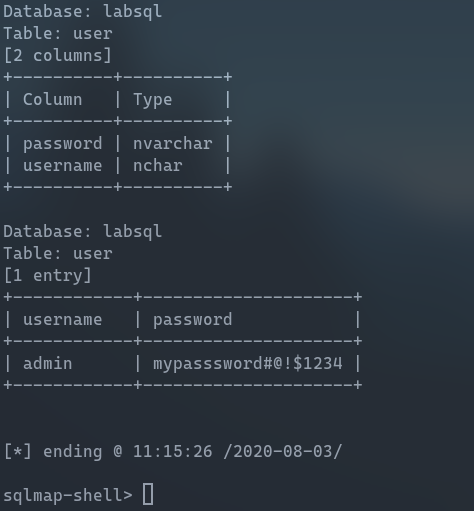 Database: labsql
Table: user
[2 columns]
+----------+----------+
| Column   | Type     |
+----------+----------+
| password | nvarchar |
| username | nchar    |
+----------+----------+
Database: labsql
Table: user
[1 entry]
+-----------+---------------------+
| username  | password            |
+-----------+---------------------+
| admin     | mypasssword#@!$1234 |
+-----------+---------------------+
[*] ending @ 11:15:26 /2020-08-03/
sqlmap-shell>